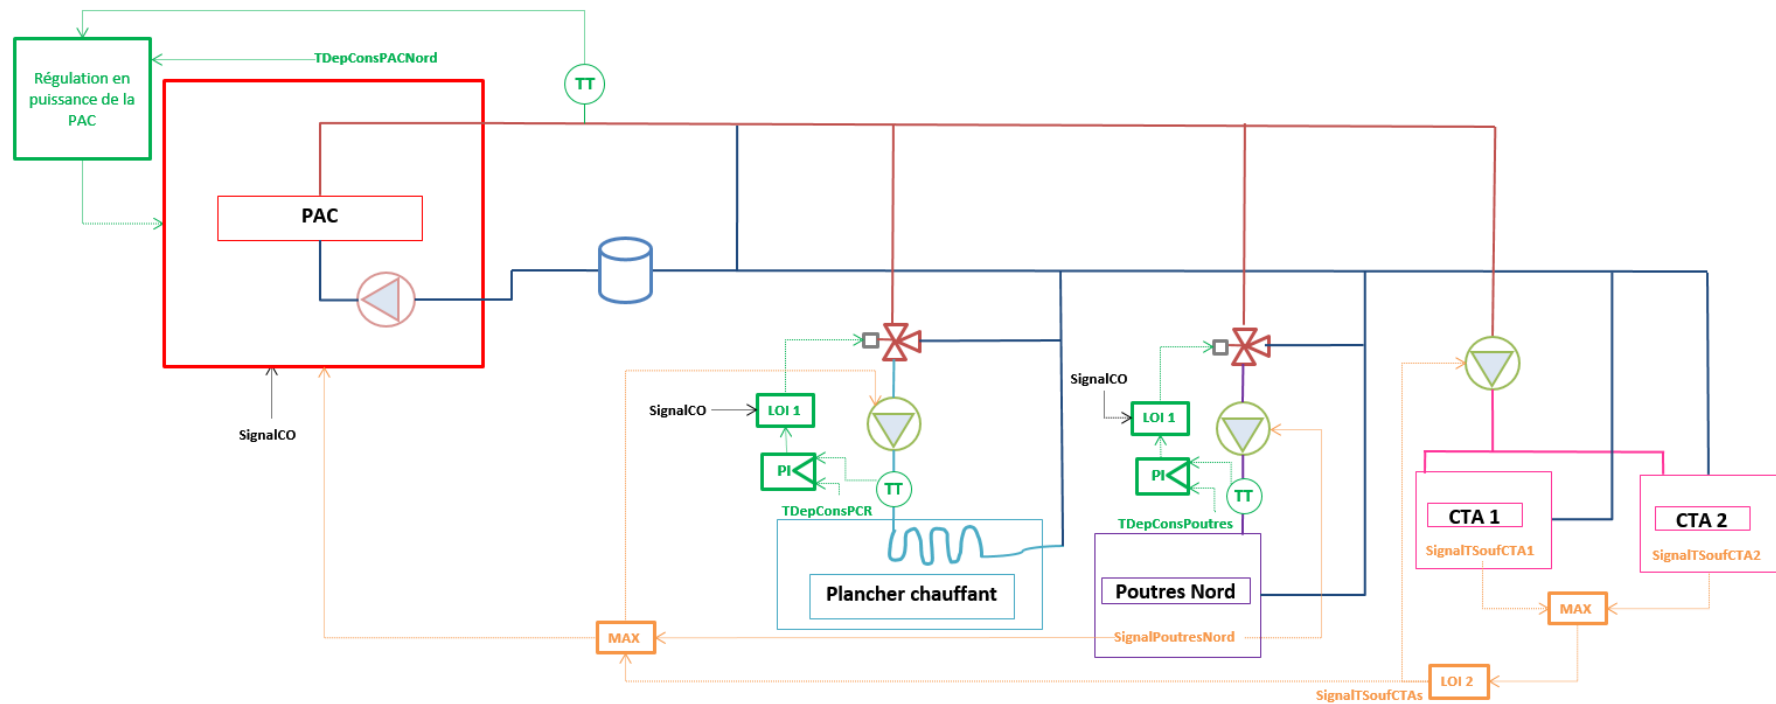 TDepConsPACNord
Régulation en
puissance de la
PAC
TT
PAC
SignalCO
SignalCO
LOI 1
PI
TT
TDepConsPCR
Plancher chauffant
SignalCO
LOI 1
PI
TT
TDepConsPoutres
Poutres Nord
SignalPoutresNord
CTA 1
SignalTSoufCTA1
CTA 2
SignalTSoufCTA2
MAX
MAX
LOI 2
SignalTSoufCTAs